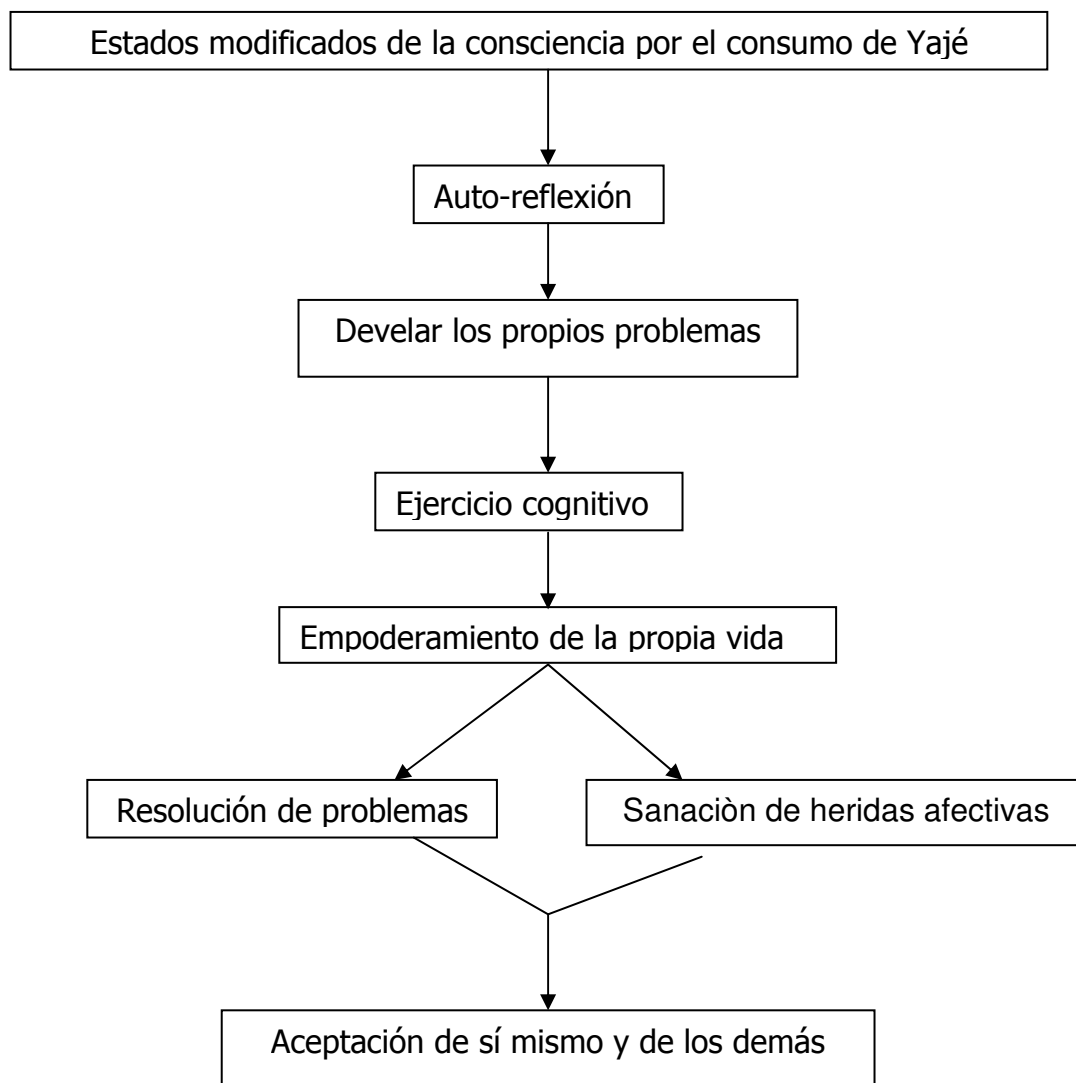 Estados modificados de la consciencia por el consumo de Yajé
Auto-reflexión
Develar los propios problemas
Ejercicio cognitivo
Empoderamiento de la propia vida
Resolución de problemas
Sanaciòn de heridas afectivas
Aceptación de sí mismo y de los demás